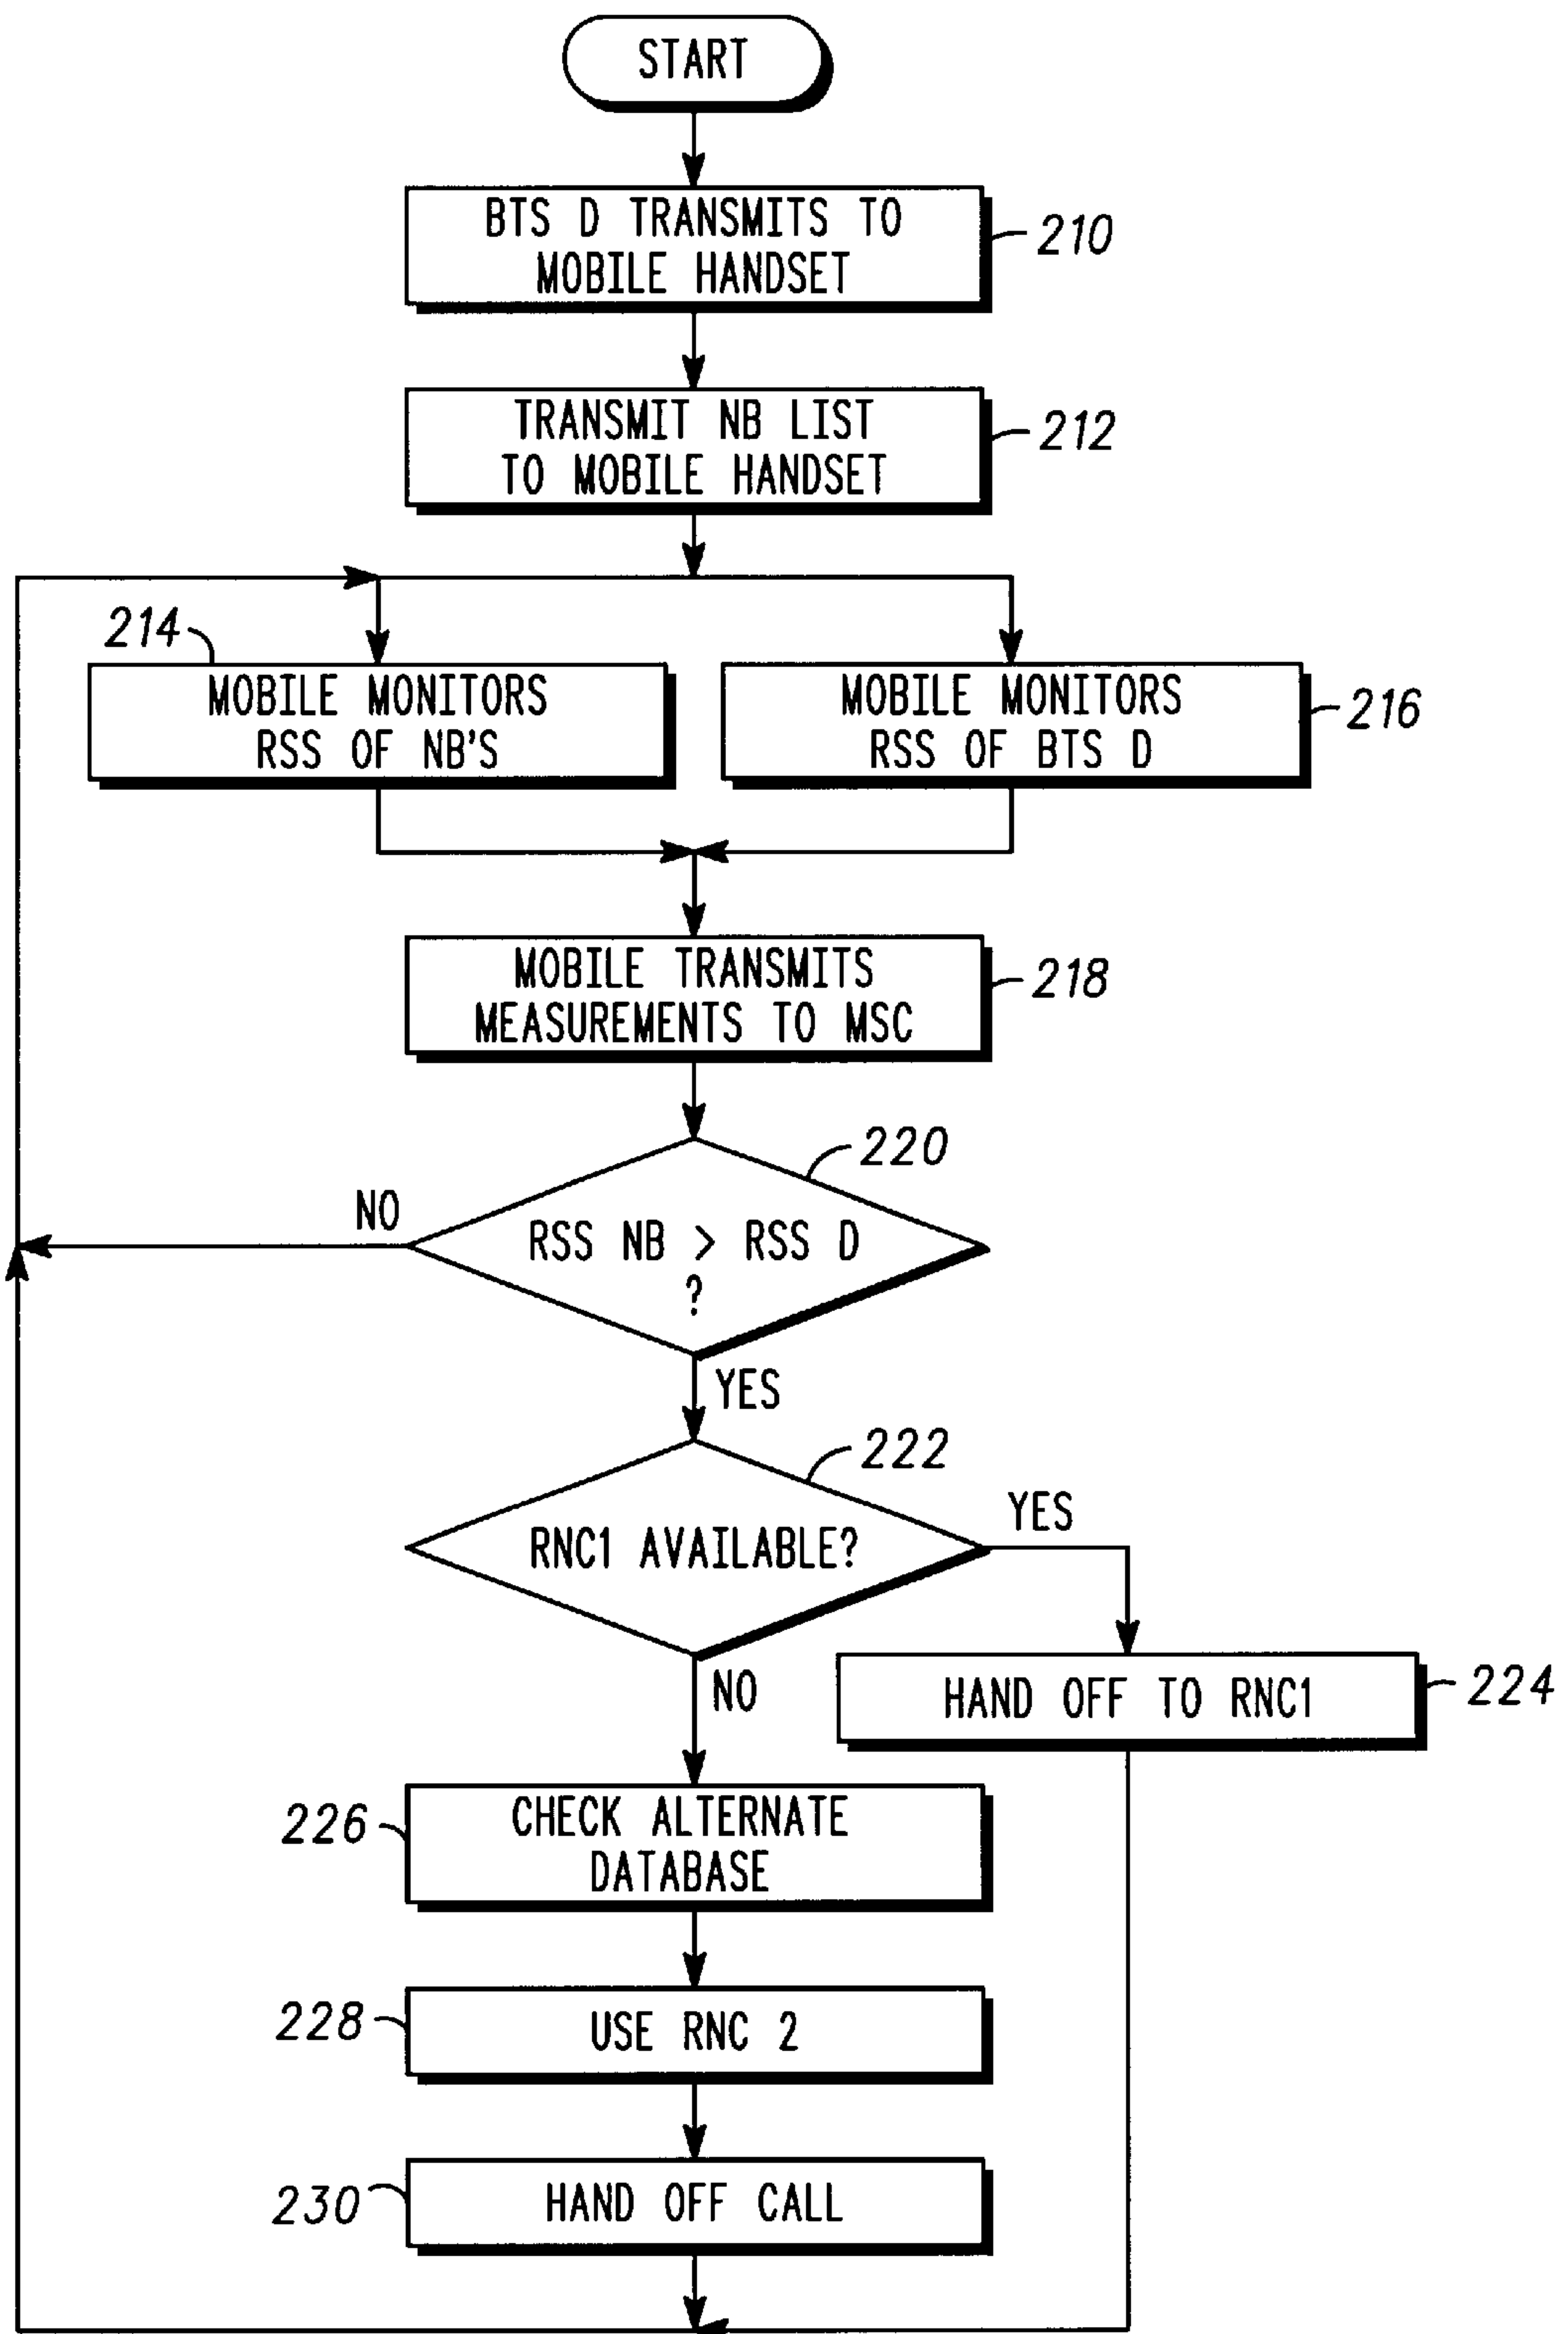 START
BTS D TRANSMITS TO
MOBILE HANDSET
210
TRANSMIT NB LIST
TO MOBILE HANDSET
212
214
MOBILE MONITORS
RSS OF NB'S
MOBILE MONITORS
RSS OF BTS D
216
MOBILE TRANSMITS
MEASUREMENTS TO MSC
218
220
NO
RSS NB > RSS D
?
YES
222
RNC1 AVAILABLE?
YES
NO
HAND OFF TO RNC1
224
226
CHECK ALTERNATE
DATABASE
228
USE RNC 2
230
HAND OFF CALL